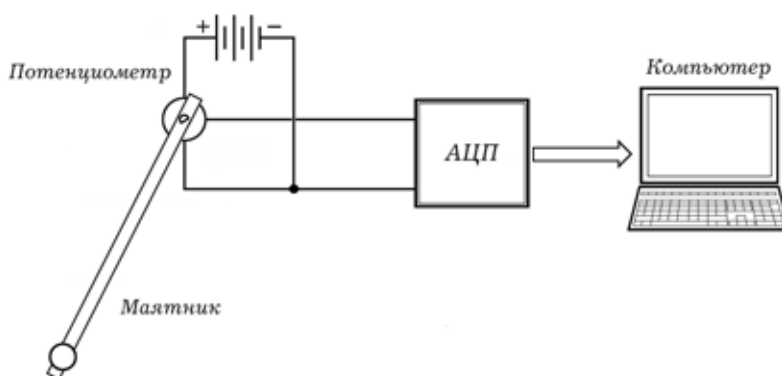 + −
Потенциометр
Компьютер
АЦП
Маятник